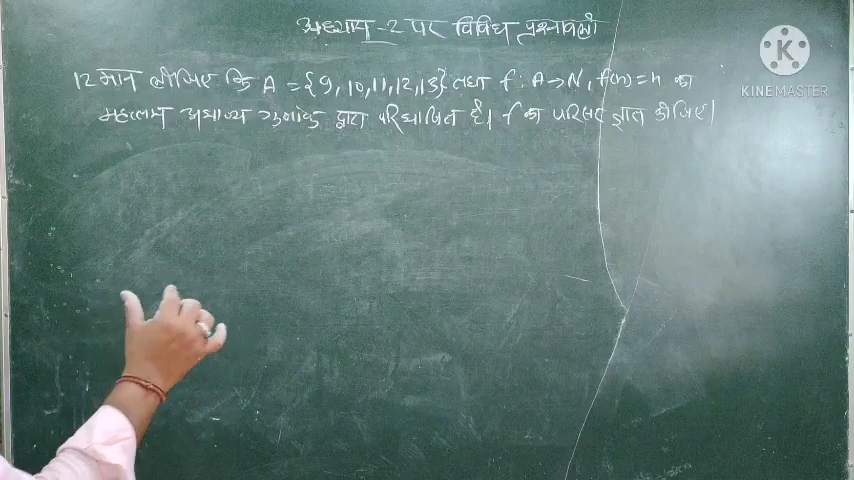 अध्याय-2 पर विविध प्रश्नावली
KINEMASTER
12 मान लीजिए कि A = {9, 10, 11, 12, 13} तथा f: A→N, f(n) = n का
महत्तम अभाज्य गुणांक द्वारा परिभाषित है। f का परिसर ज्ञात कीजिए।